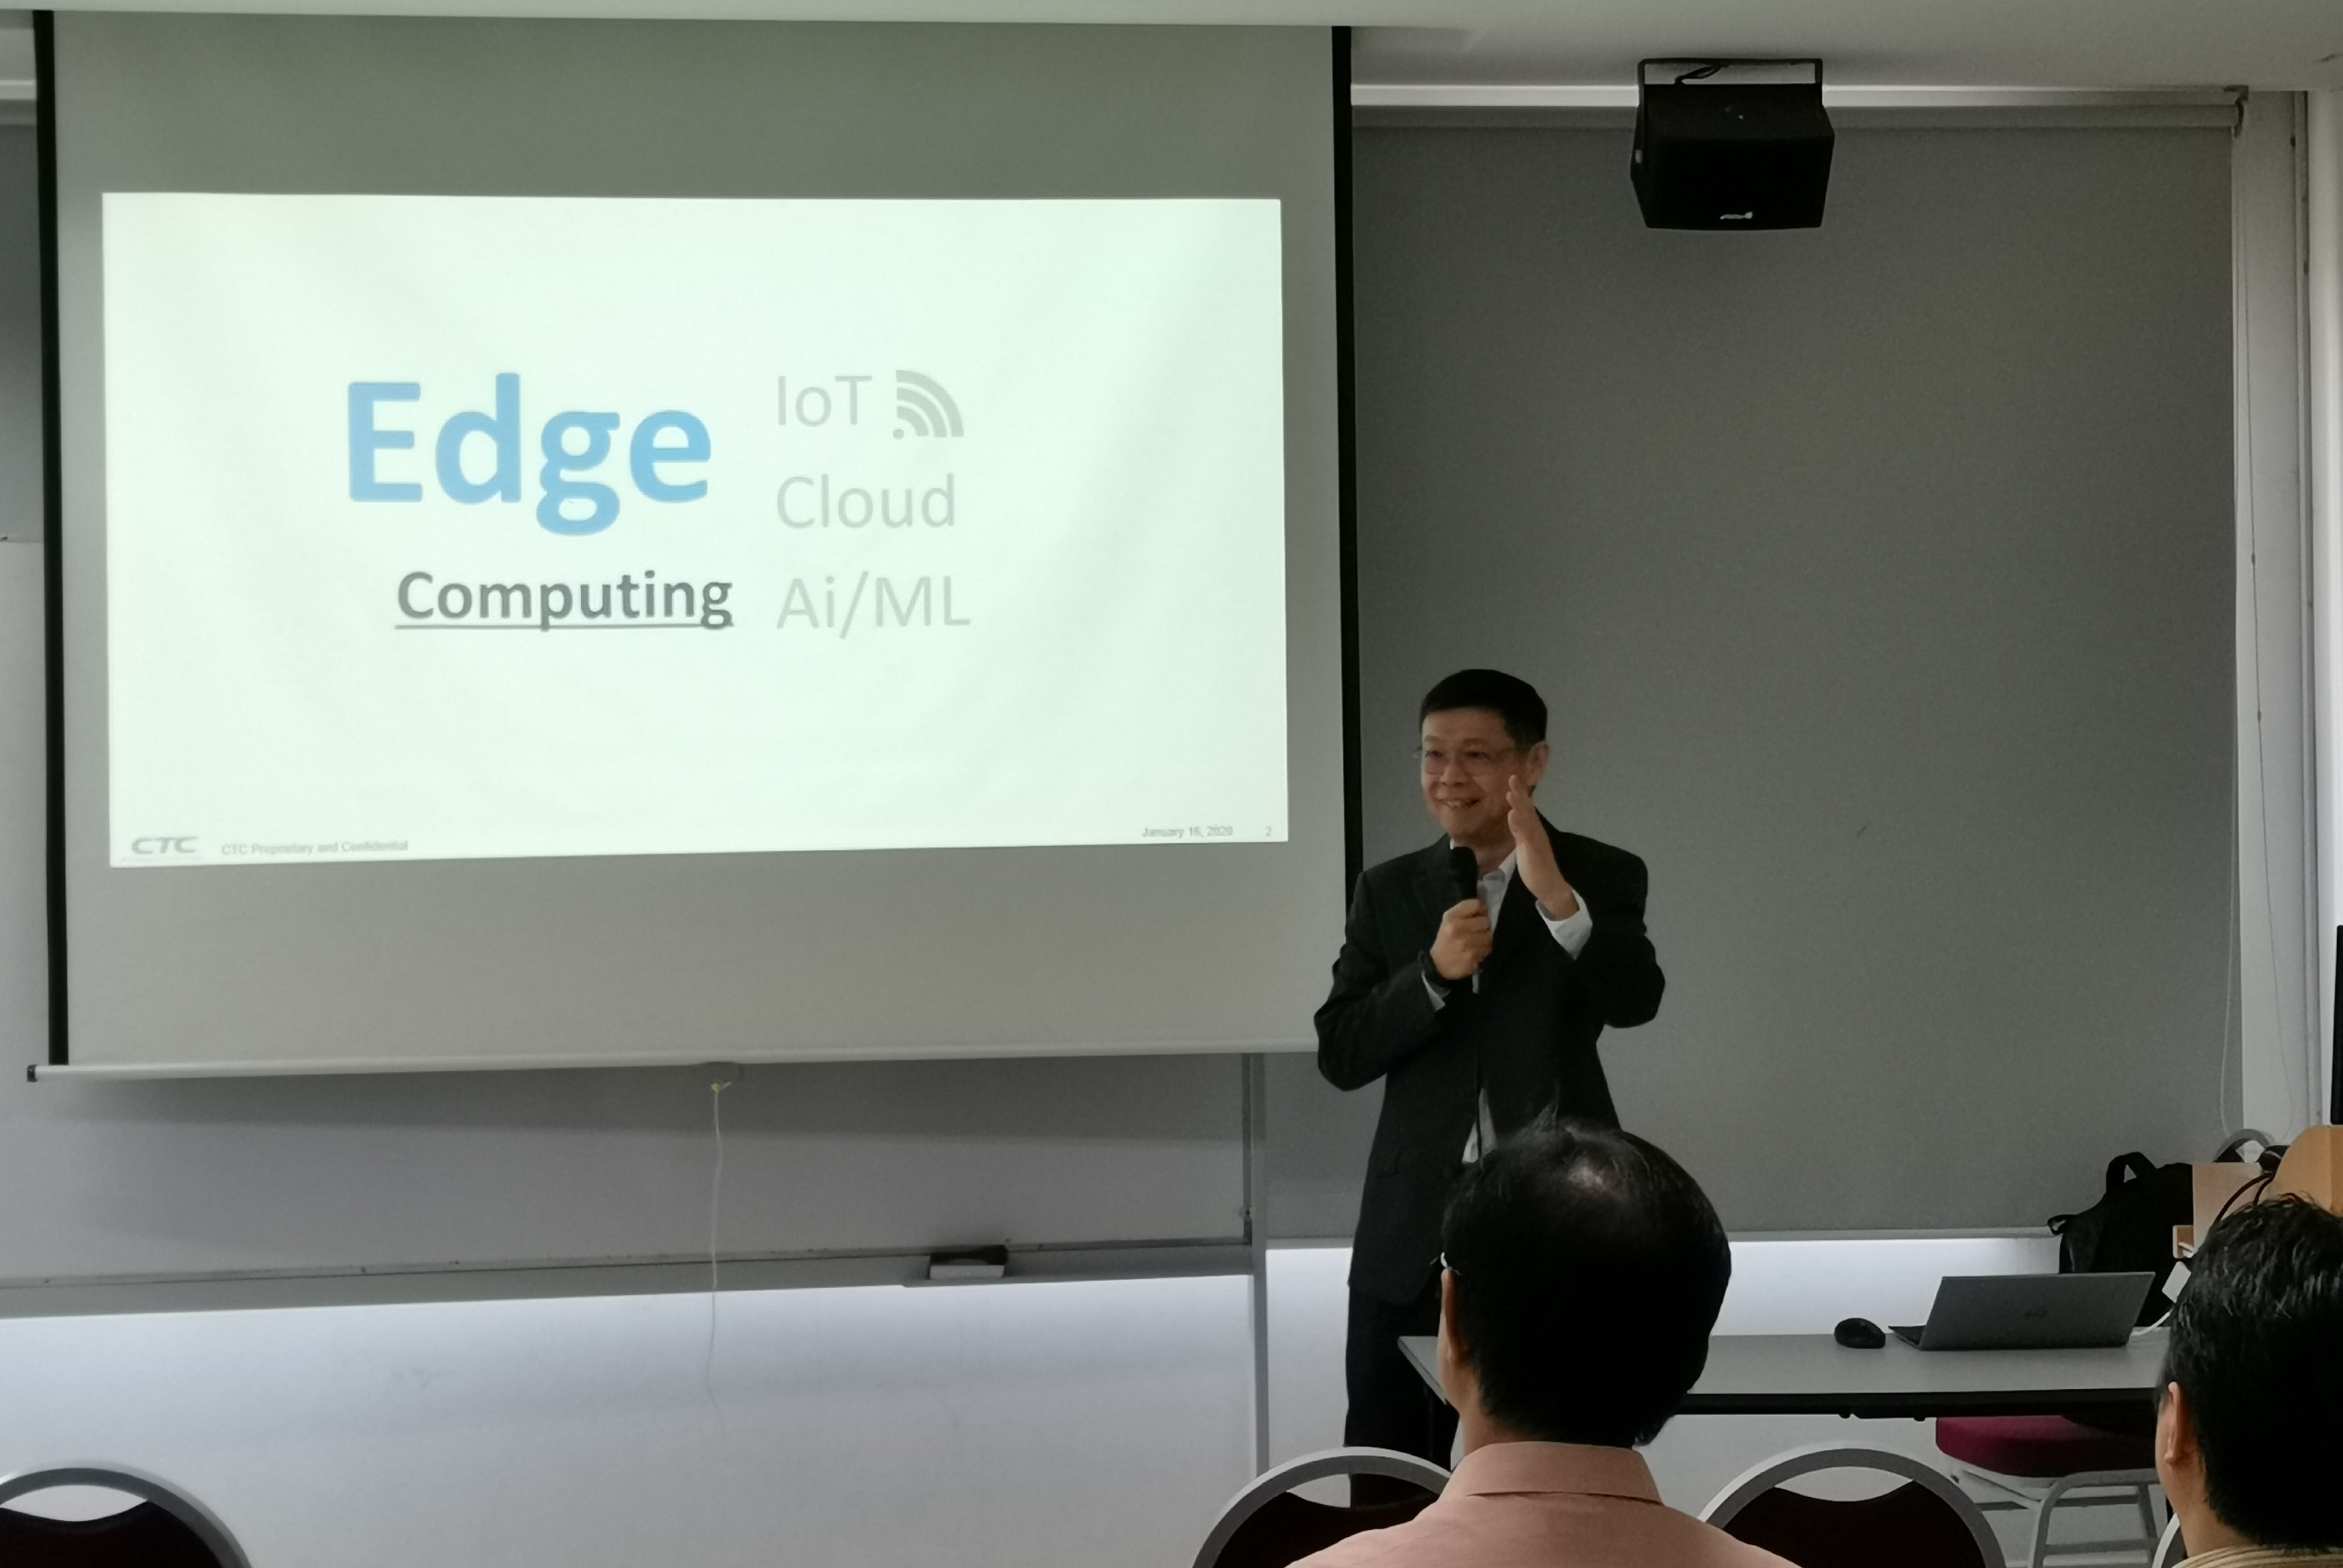 Edge
Computing
IoT
Cloud
Ai/ML
CTC
CTC Proprietary and Confidential
January 16, 2020
2